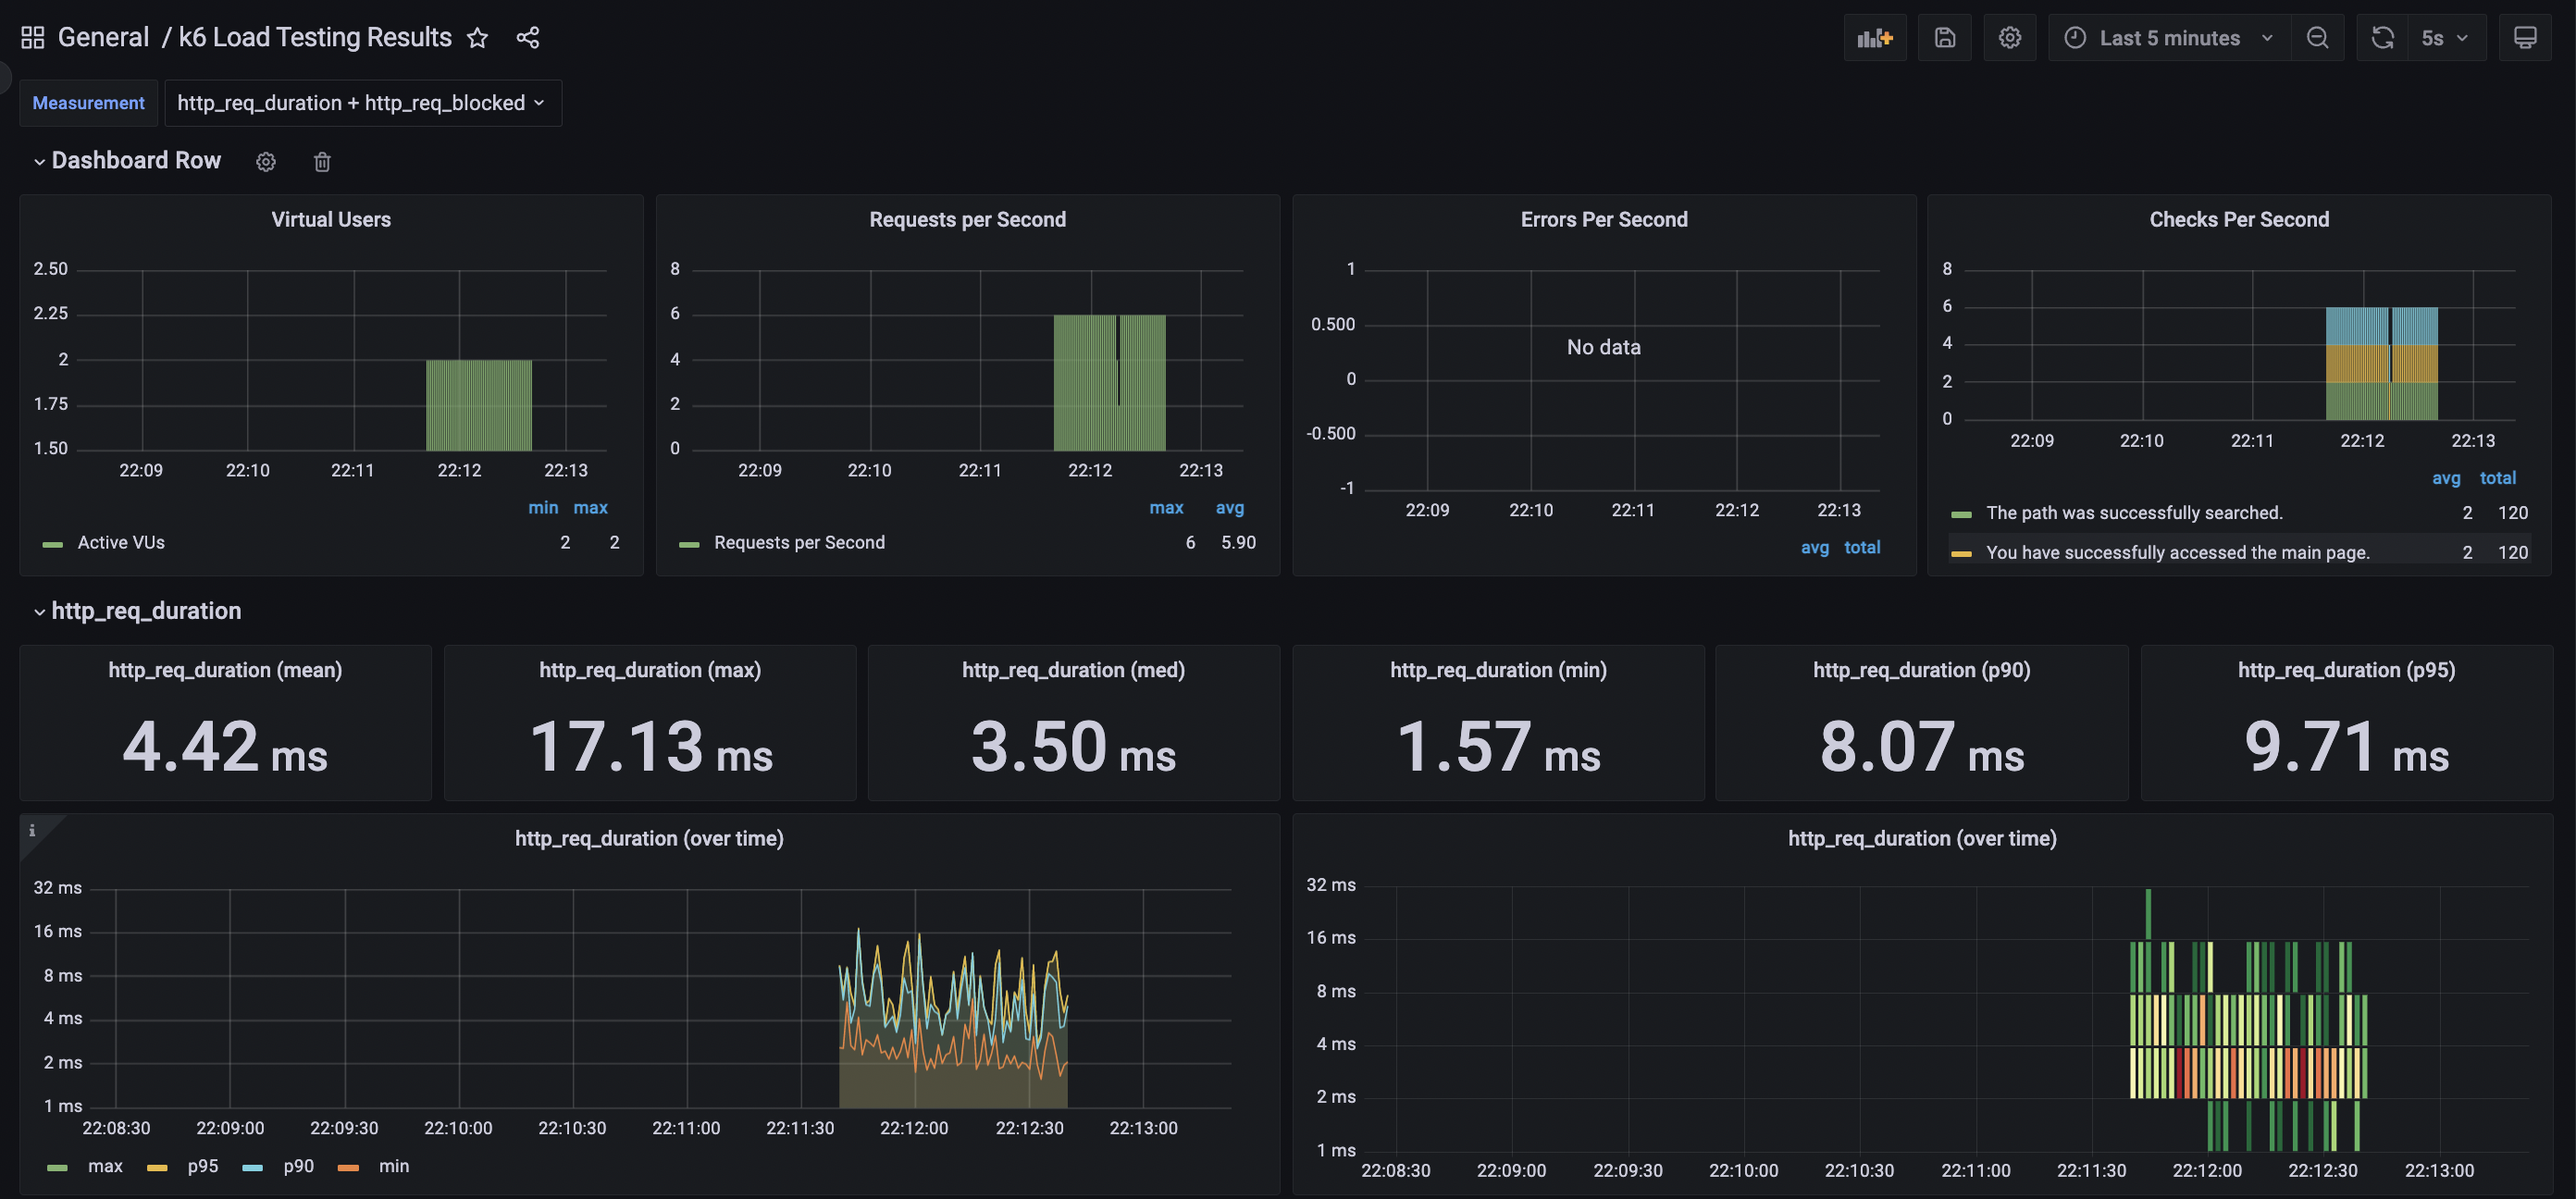 General / k6 Load Testing Results
Last 5 minutes
5s
Measurement
http_req_duration + http_req_blocked
Dashboard Row
Virtual Users
2.50
2.25
2
1.75
1.50
22:09 22:10 22:11 22:12 22:13
min max
Active VUs 2 2
Requests per Second
8
6
4
2
0
22:09 22:10 22:11 22:12 22:13
max avg
Requests per Second 6 5.90
Errors Per Second
1
0.500
0
-0.500
-1
No data
22:09 22:10 22:11 22:12 22:13
avg total
Checks Per Second
8
6
4
2
0
22:09 22:10 22:11 22:12 22:13
avg total
The path was successfully searched. 2 120
You have successfully accessed the main page. 2 120
http_req_duration
http_req_duration (mean)
4.42 ms
http_req_duration (max)
17.13 ms
http_req_duration (med)
3.50 ms
http_req_duration (min)
1.57 ms
http_req_duration (p90)
8.07 ms
http_req_duration (p95)
9.71 ms
i
http_req_duration (over time)
32 ms
16 ms
8 ms
4 ms
2 ms
1 ms
22:08:30 22:09:00 22:09:30 22:10:00 22:10:30 22:11:00 22:11:30 22:12:00 22:12:30 22:13:00
max p95 p90 min
http_req_duration (over time)
32 ms
16 ms
8 ms
4 ms
2 ms
1 ms
22:08:30 22:09:00 22:09:30 22:10:00 22:10:30 22:11:00 22:11:30 22:12:00 22:12:30 22:13:00